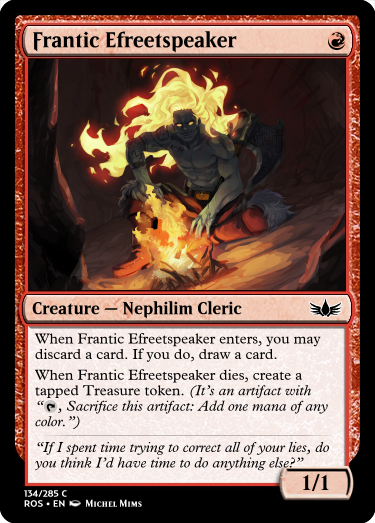 Frantic Efreetspeaker
Creature — Nephilim Cleric
When Frantic Efreetspeaker enters, you may
discard a card. If you do, draw a card.
When Frantic Efreetspeaker dies, create a
tapped Treasure token. (It's an artifact with
“, Sacrifice this artifact: Add one mana of any
color.”)
“If I spent time trying to correct all of your lies, do
you think I'd have time to do anything else?”
1/1
134/285 C
ROS • EN Michel Mims